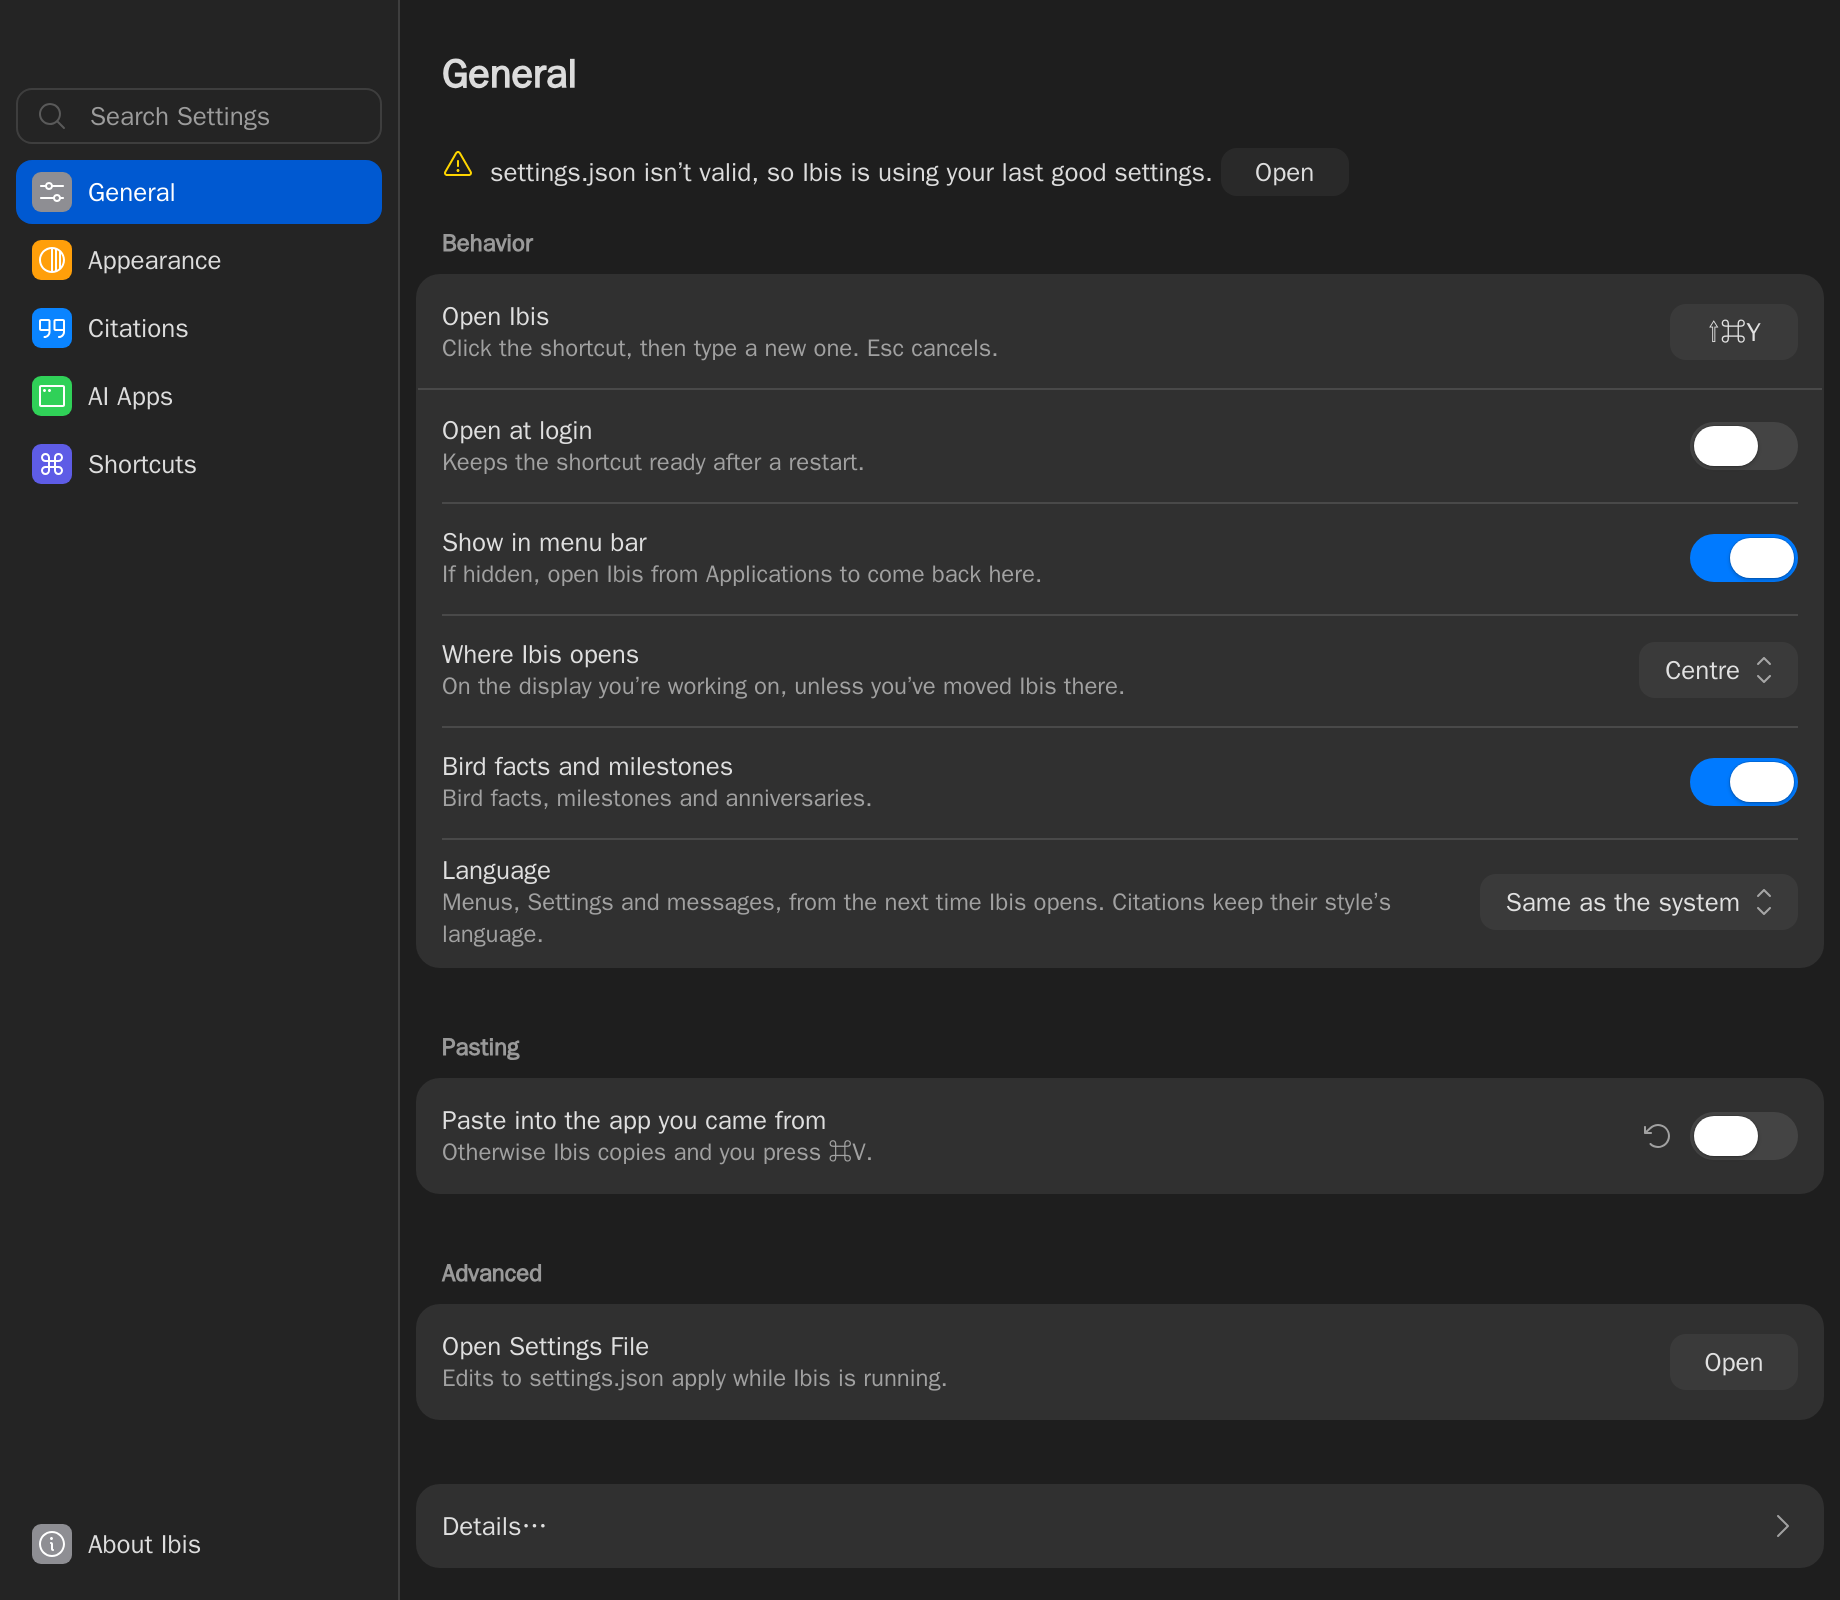 Search Settings
General
Appearance
Citations
AI Apps
Shortcuts
About Ibis
General
settings.json isn’t valid, so Ibis is using your last good settings. Open
Behavior
Open Ibis
Click the shortcut, then type a new one. Esc cancels.
⇧⌘Y
Open at login
Keeps the shortcut ready after a restart.
Show in menu bar
If hidden, open Ibis from Applications to come back here.
Where Ibis opens
On the display you’re working on, unless you’ve moved Ibis there.
Centre
Bird facts and milestones
Bird facts, milestones and anniversaries.
Language
Menus, Settings and messages, from the next time Ibis opens. Citations keep their style’s
language.
Same as the system
Pasting
Paste into the app you came from
Otherwise Ibis copies and you press ⌘V.
Advanced
Open Settings File
Edits to settings.json apply while Ibis is running.
Open
Details…